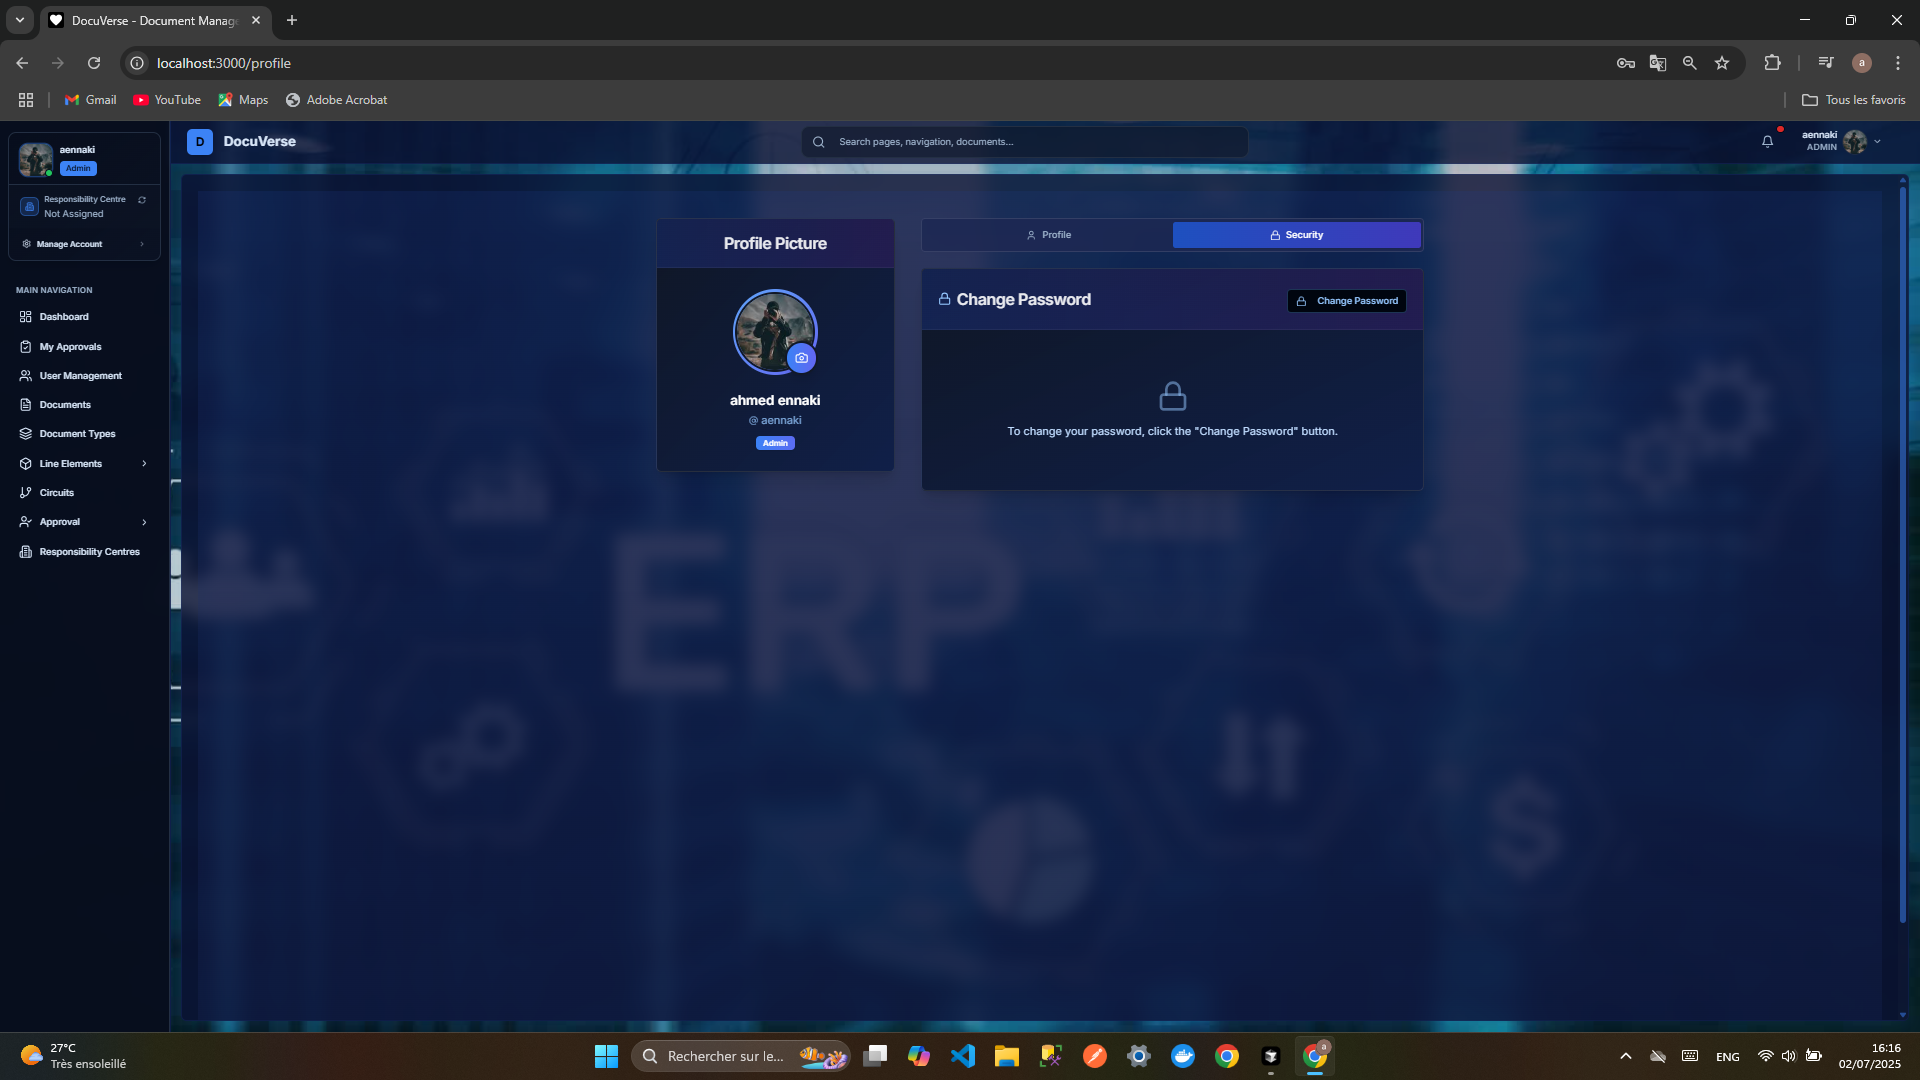 DocuVerse - Document Manag
localhost:3000/profile
a
Gmail
YouTube
Maps
Adobe Acrobat
Tous les favoris
aennaki
Admin
Responsibility Centre
Not Assigned
Manage Account
MAIN NAVIGATION
Dashboard
My Approvals
User Management
Documents
Document Types
Line Elements
Circuits
Approval
Responsibility Centres
D
DocuVerse
Search pages, navigation, documents...
aennaki
ADMIN
Profile Picture
ahmed ennaki
@ aennaki
Admin
Profile
Security
Change Password
Change Password
To change your password, click the "Change Password" button.
ERP
$
27°C
Très ensoleillé
Rechercher sur le...
a
ENG
16:16
02/07/2025